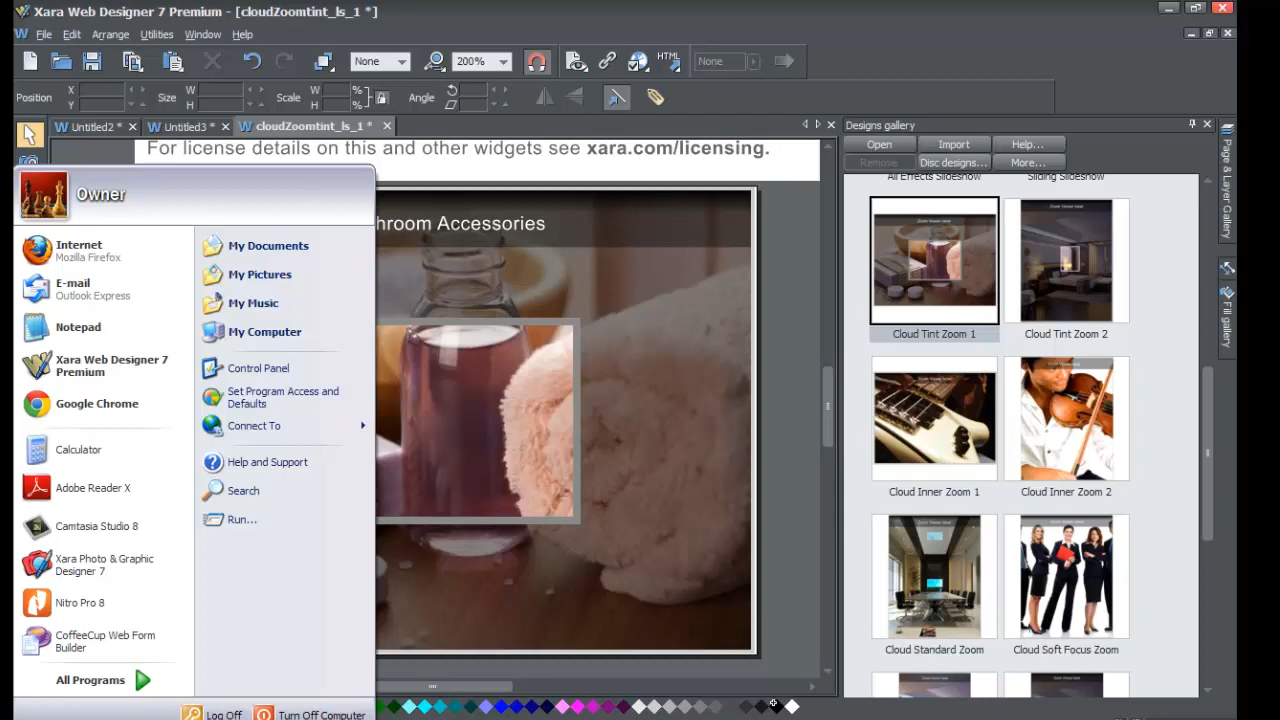 Xara Web Designer 7 Premium - [cloudZoomtint_ls_1 *]
File Edit Arrange Utilities Window Help
None 200% HTML None
Position X Y Size W H Scale W H % % Angle
Untitled2 * Untitled3 * cloudZoomtint_ls_1 *
Designs gallery
Open Import Help...
Remove Disc designs... More...
For license details on this and other widgets see xara.com/licensing.
All Effects Slideshow Sliding Slideshow
Page & Layer Gallery
Fill gallery
hroom Accessories
Owner
Internet
Mozilla Firefox
E-mail
Outlook Express
Notepad
Xara Web Designer 7
Premium
Google Chrome
Calculator
Adobe Reader X
Camtasia Studio 8
Xara Photo & Graphic
Designer 7
Nitro Pro 8
CoffeeCup Web Form
Builder
All Programs
My Documents
My Pictures
My Music
My Computer
Control Panel
Set Program Access and
Defaults
Connect To
Help and Support
Search
Run...
Log Off Turn Off Computer
Cloud Tint Zoom 1 Cloud Tint Zoom 2
Cloud Inner Zoom 1 Cloud Inner Zoom 2
Cloud Standard Zoom Cloud Soft Focus Zoom